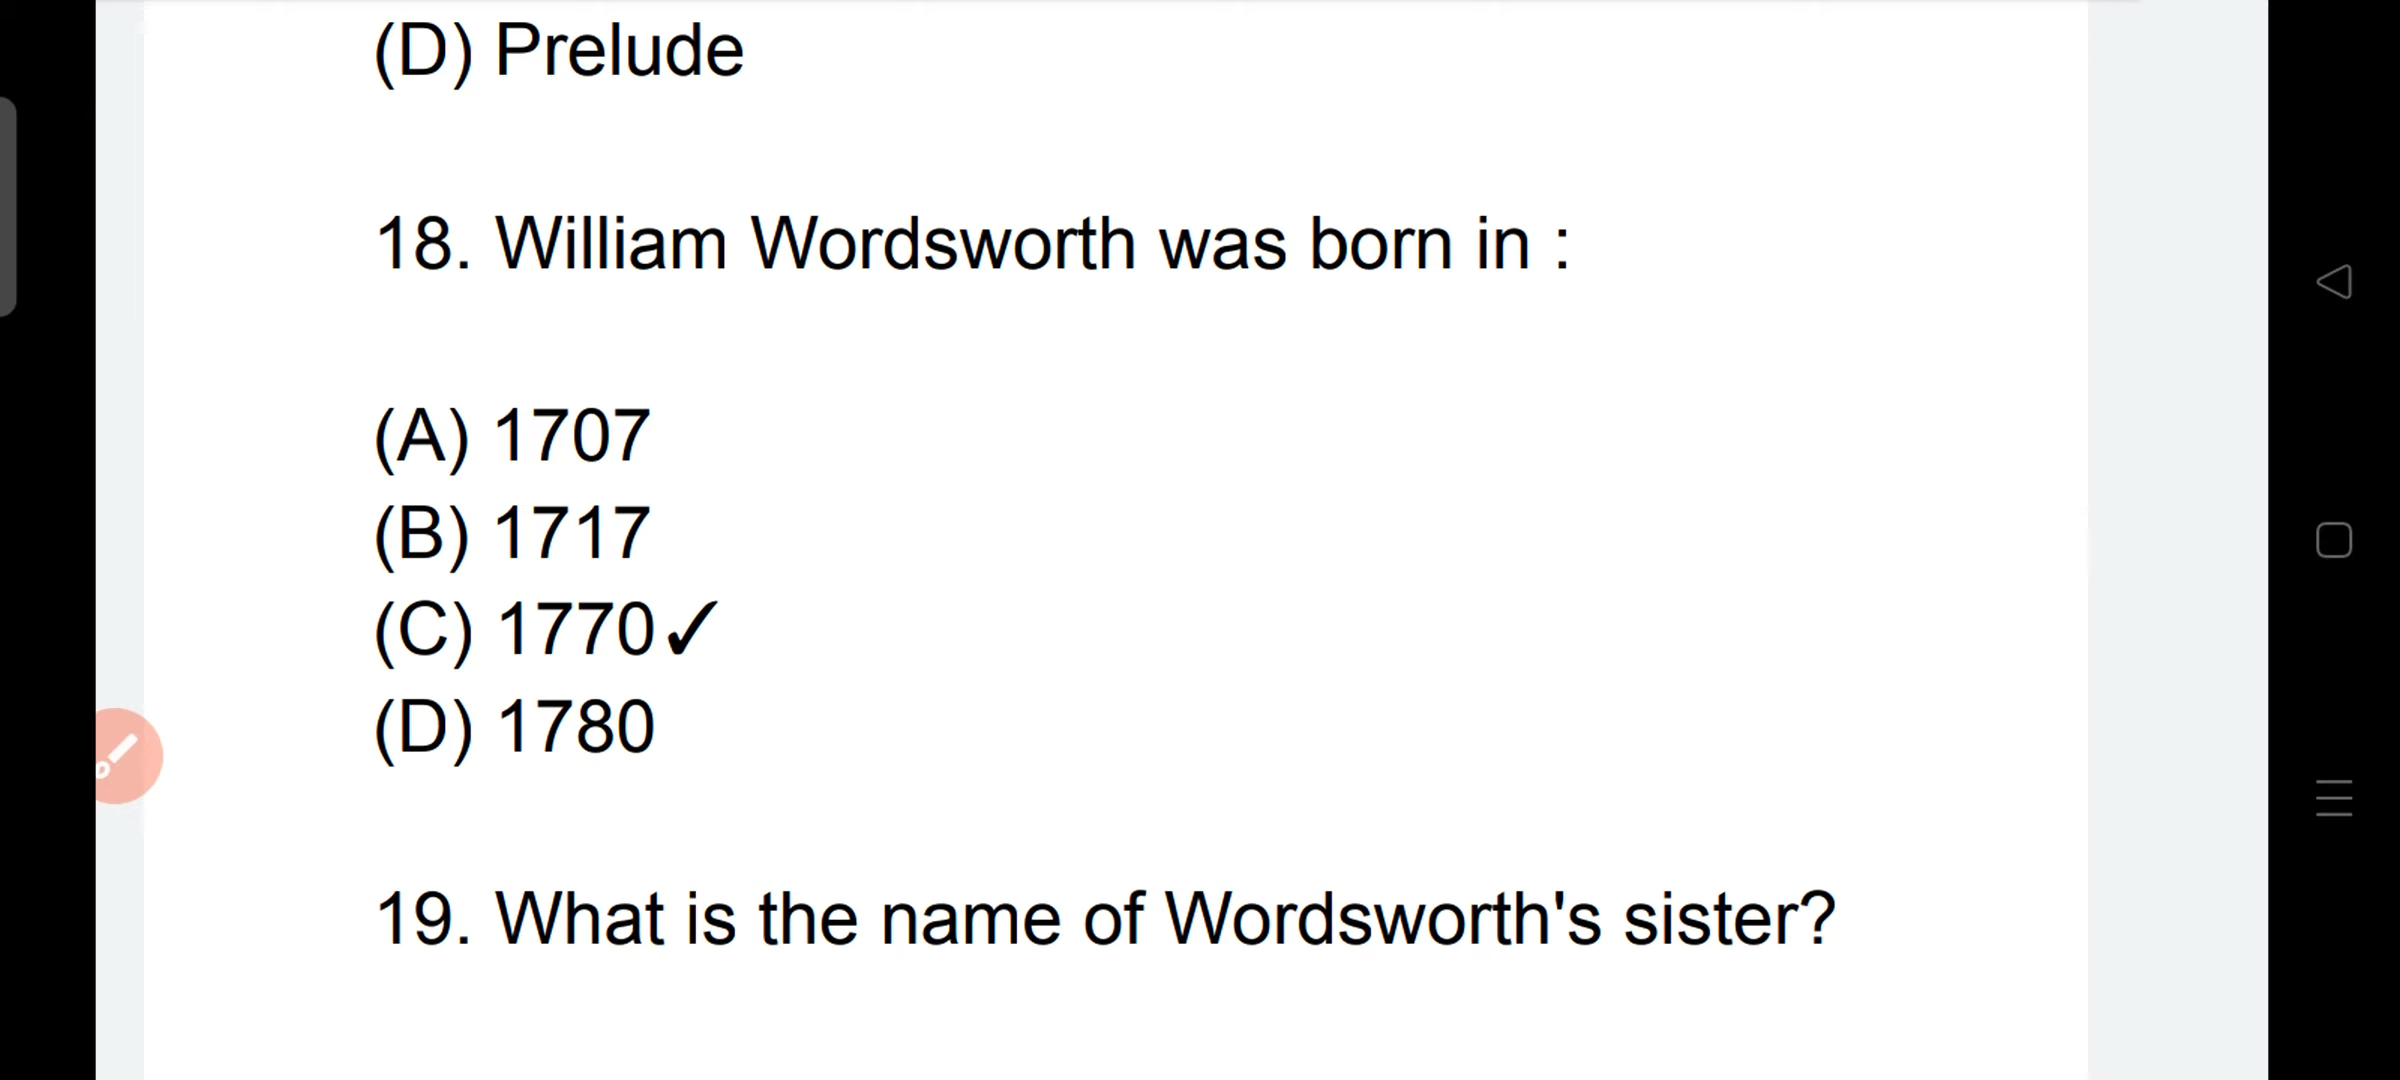 (D) Prelude
18. William Wordsworth was born in :
(A) 1707
(B) 1717
(C) 1770✓
(D) 1780
19. What is the name of Wordsworth's sister?